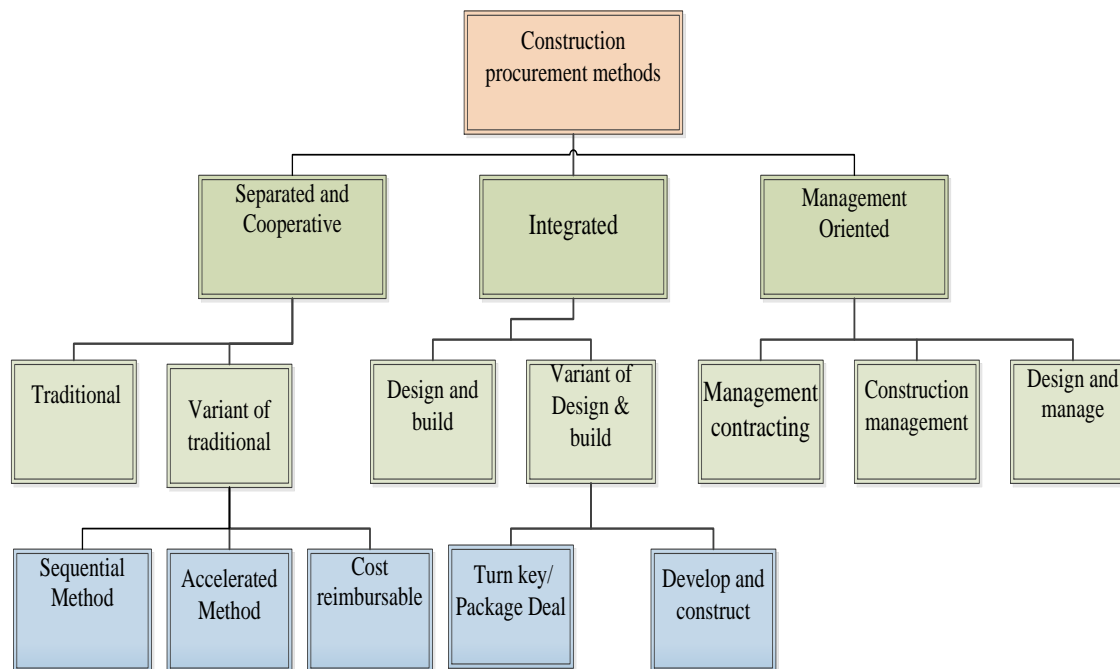 Construction
procurement methods
Separated and
Cooperative
Integrated
Management
Oriented
Traditional
Variant of
traditional
Design and
build
Variant of
Design &
build
Management
contracting
Construction
management
Design and
manage
Sequential
Method
Accelerated
Method
Cost
reimbursable
Turn key/
Package Deal
Develop and
construct